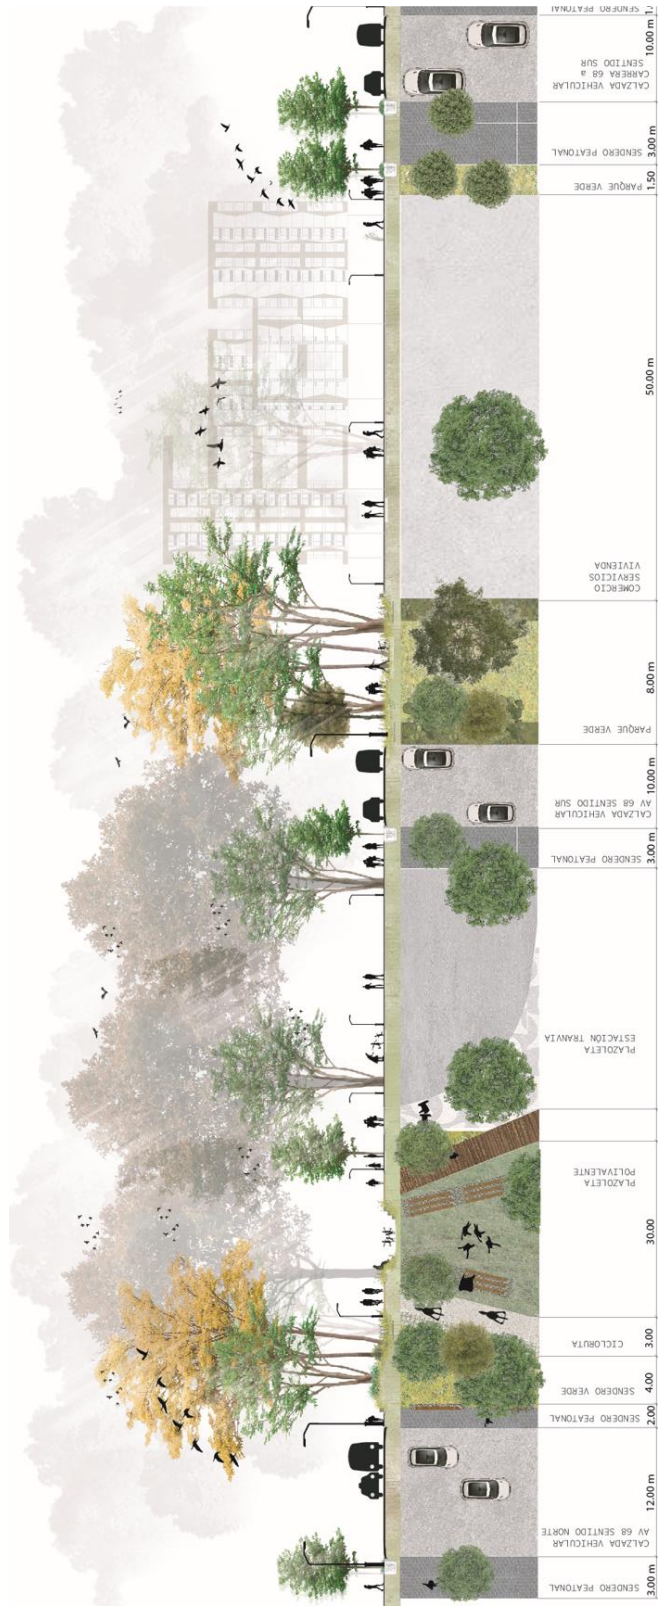 SENDERO PEATONAL
3.00 m
CALZADA VEHICULAR
AV 68 SENTIDO NORTE
12.00 m
SENDERO PEATONAL
2.00
SENDERO VERDE
4.00
CICLORUTA
3.00
PLAZOLETA
POLIVALENTE
30.00
PLAZOLETA
ESTACIÓN TRANVIA
SENDERO PEATONAL
3.00 m
CALZADA VEHICULAR
AV 68 SENTIDO SUR
10.00 m
PARQUE VERDE
8.00 m
COMERCIO
SERVICIOS
VIVIENDA
50.00 m
PARQUE VERDE
1.50
SENDERO PEATONAL
3.00 m
CALZADA VEHICULAR
CARRERA 68 a
SENTIDO SUR
10.00 m
SENDERO PEATONAL